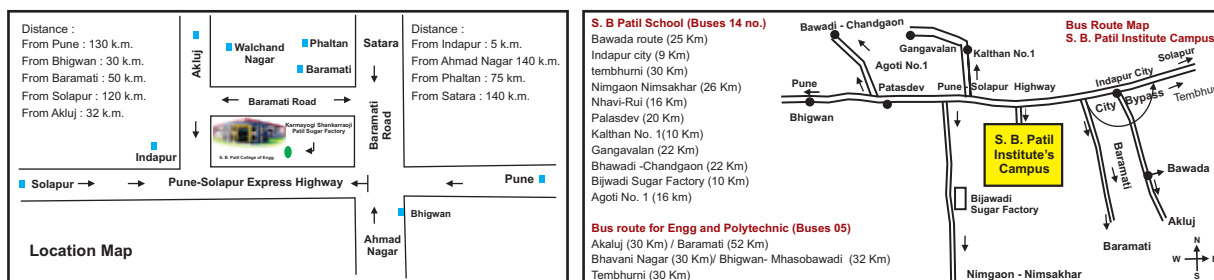 Distance :
From Pune : 130 k.m.
From Bhigwan : 30 k.m.
From Baramati : 50 k.m.
From Solapur : 120 k.m.
From Akluj : 32 k.m.
Akluj
Walchand
Nagar
Phaltan
Baramati
Satara
Distance :
From Indapur : 5 k.m.
From Ahmad Nagar 140 k.m.
From Phaltan : 75 k.m.
From Satara : 140 k.m.
Baramati Road
Baramati
Road
Karmayogi Shankarraoji
Patil Sugar Factory
S. B. Patil College of Engg.
Indapur
Solapur
Pune-Solapur Express Highway
Pune
Bhigwan
Ahmad
Nagar
Location Map
S. B Patil School (Buses 14 no.)
Bawada route (25 Km)
Indapur city (9 Km)
tembhurni (30 Km)
Nimgaon Nimsakhar (26 Km)
Nhavi-Rui (16 Km)
Palasdev (20 Km)
Kalthan No. 1(10 Km)
Gangavalan (22 Km)
Bhawadi -Chandgaon (22 Km)
Bijwadi Sugar Factory (10 Km)
Agoti No. 1 (16 km)
Bus route for Engg and Polytechnic (Buses 05)
Akaluj (30 Km) / Baramati (52 Km)
Bhavani Nagar (30 Km)/ Bhigwan- Mhasobawadi (32 Km)
Tembhurni (30 Km)
Bus Route Map
S. B. Patil Institute Campus
Bawadi - Chandgaon
Gangavalan
Agoti No.1
Kalthan No.1
Solapur
Indapur City
Pune
Patasdev
Pune - Solapur Highway
City Bypass
Tembhur
Bhigwan
S. B. Patil
Institute's
Campus
Baramati
Bawada
Bijawadi
Sugar Factory
Akluj
Baramati
Nimgaon - Nimsakhar
N
W
E
S